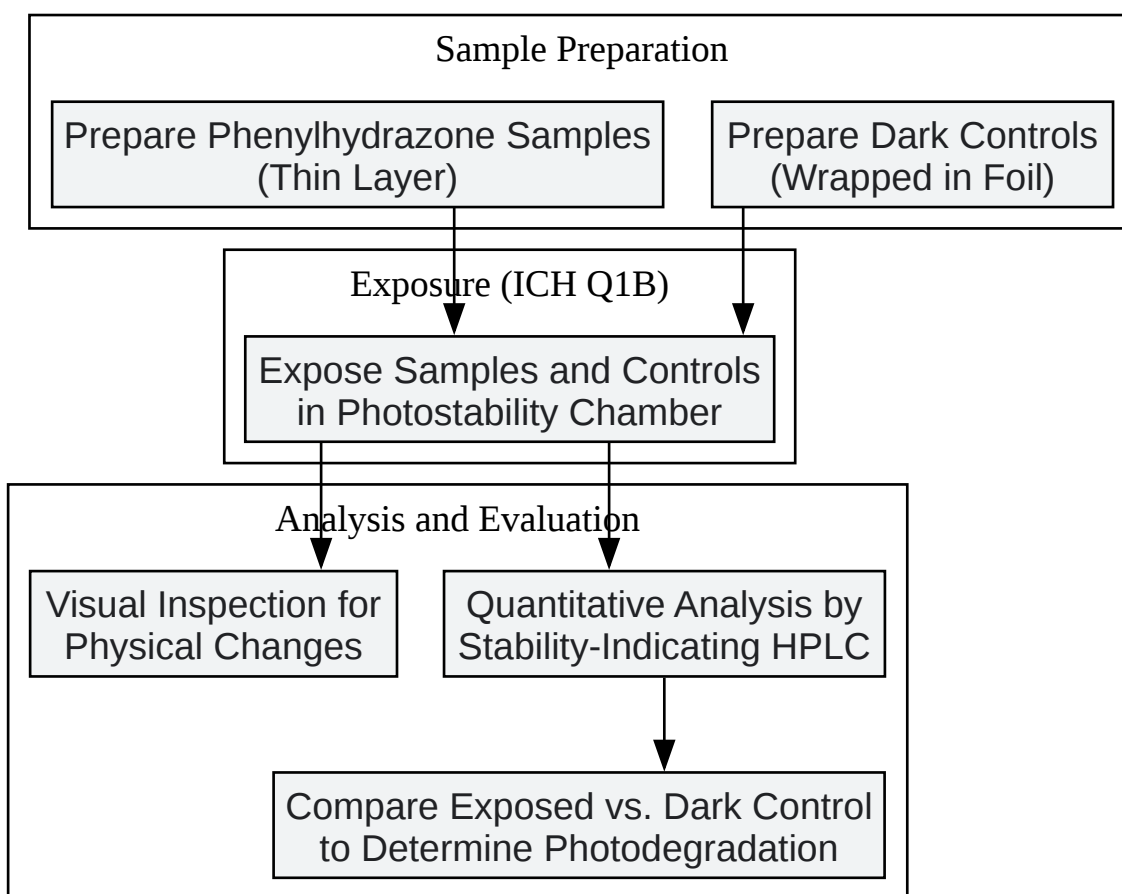 Sample Preparation
Prepare Phenylhydrazone Samples
(Thin Layer)
Prepare Dark Controls
(Wrapped in Foil)
Exposure (ICH Q1B)
Expose Samples and Controls
in Photostability Chamber
Analysis and Evaluation
Visual Inspection for
Physical Changes
Quantitative Analysis by
Stability-Indicating HPLC
Compare Exposed vs. Dark Control
to Determine Photodegradation